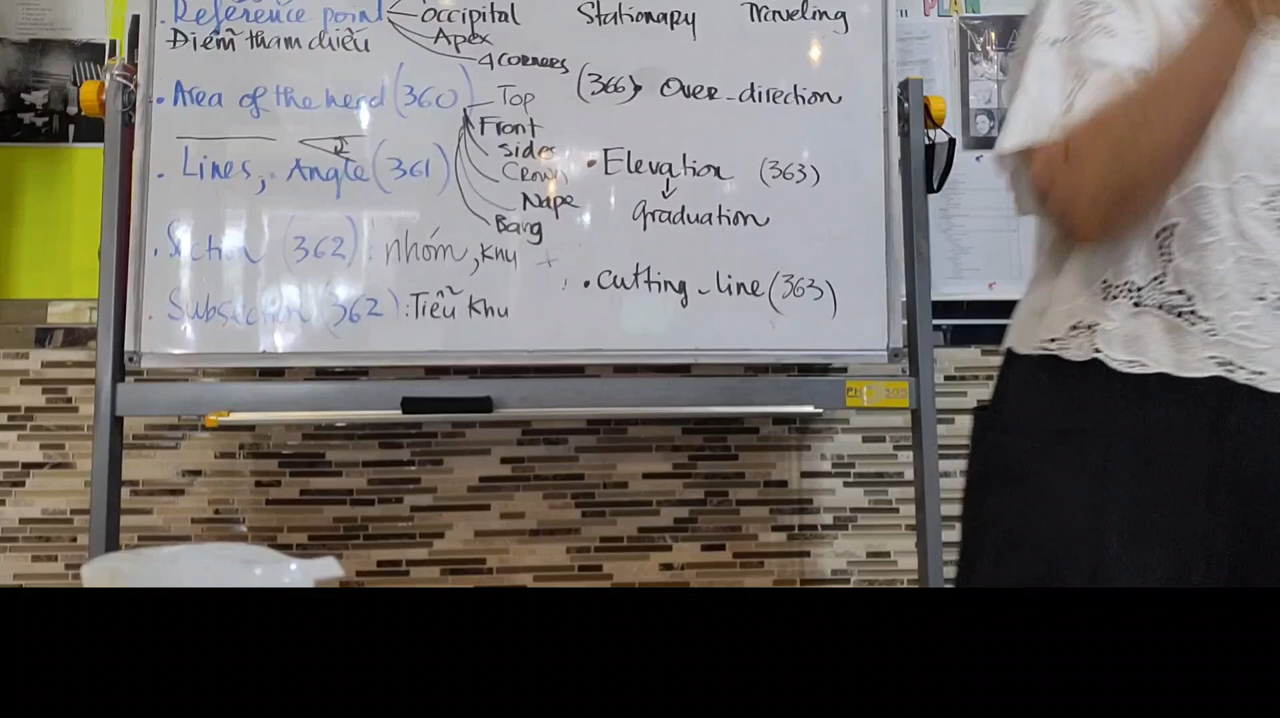 . Reference point occipital
Apex
4 corners
Điểm tham chiếu
. Area of the head (360) Top
Front
sides
Crown
Nape
Bang
. Lines, . Angle (361)
. Section (362) : nhóm, khu
. Subsection (362) : Tiểu khu
Stationary Traveling
(366) Over-direction
. Elevation (363)
graduation
. cutting-line (363)
PLAN